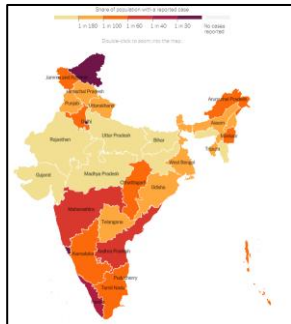 Share of population with a reported case
1 in 180 1 in 100 1 in 60 1 in 40 1 in 30 No cases reported
Double-click to zoom into the map
Jammu and Kashmir
Himachal Pradesh
Punjab
Uttarakhand
Delhi
Arunachal Pradesh
Rajasthan
Uttar Pradesh
Bihar
Assam
Tripura
Gujarat
Madhya Pradesh
West Bengal
Chhattisgarh
Odisha
Maharashtra
Telangana
Andhra Pradesh
Karnataka
Puducherry
Tamil Nadu
Kerala